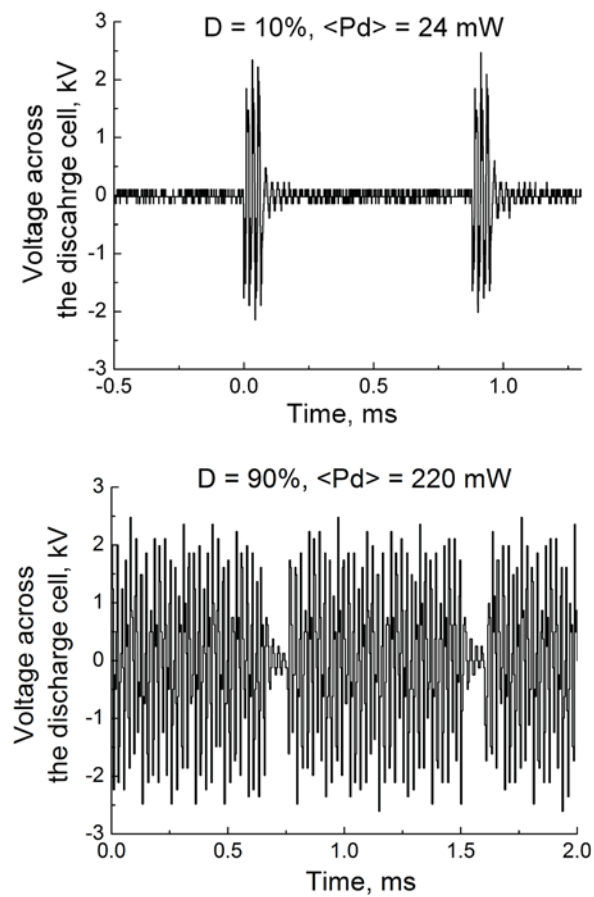 D = 10%, <Pd> = 24 mW
3
2
1
0
-1
-2
-3
Voltage across
the discahrge cell, kV
-0.5
0.0
0.5
1.0
Time, ms
D = 90%, <Pd> = 220 mW
3
2
1
0
-1
-2
-3
Voltage across
the discharge cell, kV
0.0
0.5
1.0
1.5
2.0
Time, ms